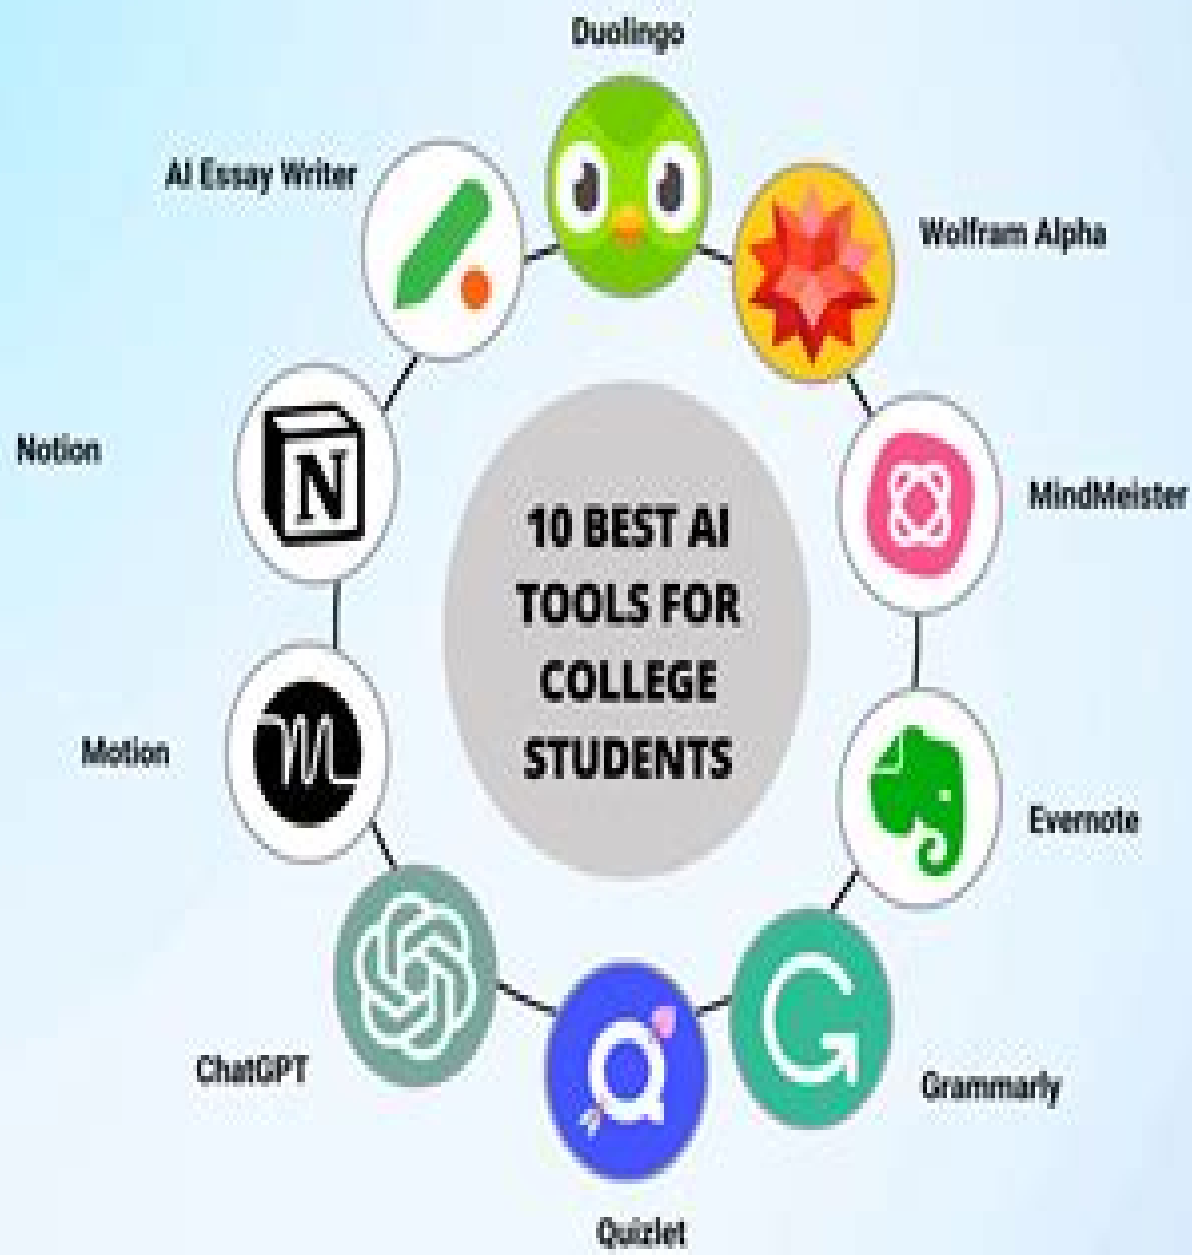 Duolingo
AI Essay Writer
Wolfram Alpha
Notion
N
MindMeister
10 BEST AI
TOOLS FOR
COLLEGE
STUDENTS
Motion
Evernote
ChatGPT
Grammarly
Quizlet